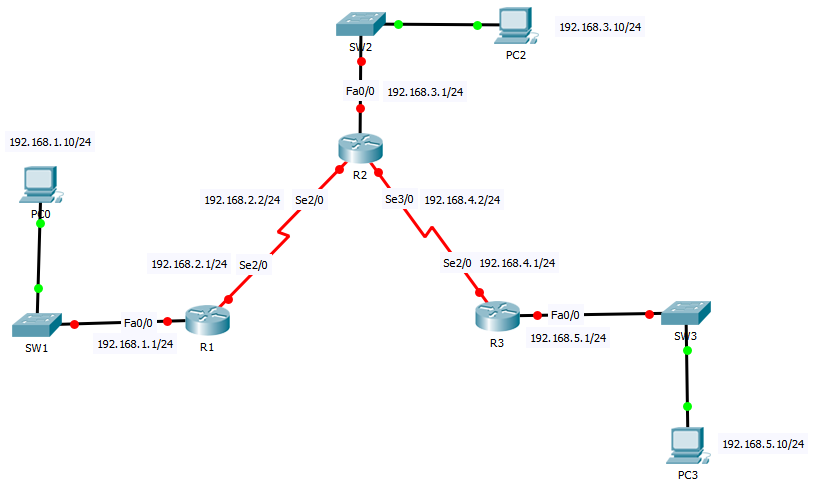 SW2
192.168.3.10/24
PC2
Fa0/0
192.168.3.1/24
192.168.1.10/24
R2
PC0
192.168.2.2/24
Se2/0
Se3/0
192.168.4.2/24
192.168.2.1/24
Se2/0
Se2/0
192.168.4.1/24
Fa0/0
Fa0/0
192.168.1.1/24
192.168.5.1/24
SW1
R1
R3
SW3
192.168.5.10/24
PC3